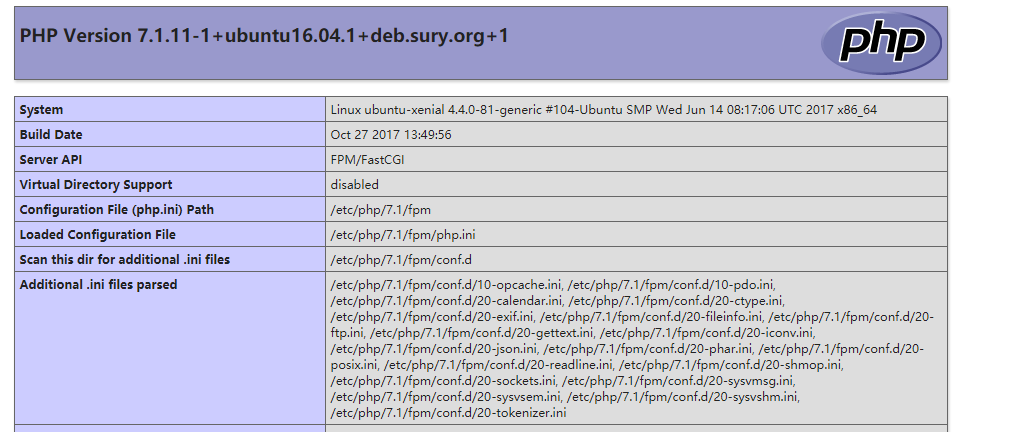 PHP Version 7.1.11-1+ubuntu16.04.1+deb.sury.org+1
php
System
Linux ubuntu-xenial 4.4.0-81-generic #104-Ubuntu SMP Wed Jun 14 08:17:06 UTC 2017 x86_64
Build Date
Oct 27 2017 13:49:56
Server API
FPM/FastCGI
Virtual Directory Support
disabled
Configuration File (php.ini) Path
/etc/php/7.1/fpm
Loaded Configuration File
/etc/php/7.1/fpm/php.ini
Scan this dir for additional .ini files
/etc/php/7.1/fpm/conf.d
Additional .ini files parsed
/etc/php/7.1/fpm/conf.d/10-opcache.ini, /etc/php/7.1/fpm/conf.d/10-pdo.ini,
/etc/php/7.1/fpm/conf.d/20-calendar.ini, /etc/php/7.1/fpm/conf.d/20-ctype.ini,
/etc/php/7.1/fpm/conf.d/20-exif.ini, /etc/php/7.1/fpm/conf.d/20-fileinfo.ini, /etc/php/7.1/fpm/conf.d/20-
ftp.ini, /etc/php/7.1/fpm/conf.d/20-gettext.ini, /etc/php/7.1/fpm/conf.d/20-iconv.ini,
/etc/php/7.1/fpm/conf.d/20-json.ini, /etc/php/7.1/fpm/conf.d/20-phar.ini, /etc/php/7.1/fpm/conf.d/20-
posix.ini, /etc/php/7.1/fpm/conf.d/20-readline.ini, /etc/php/7.1/fpm/conf.d/20-shmop.ini,
/etc/php/7.1/fpm/conf.d/20-sockets.ini, /etc/php/7.1/fpm/conf.d/20-sysvmsg.ini,
/etc/php/7.1/fpm/conf.d/20-sysvsem.ini, /etc/php/7.1/fpm/conf.d/20-sysvshm.ini,
/etc/php/7.1/fpm/conf.d/20-tokenizer.ini